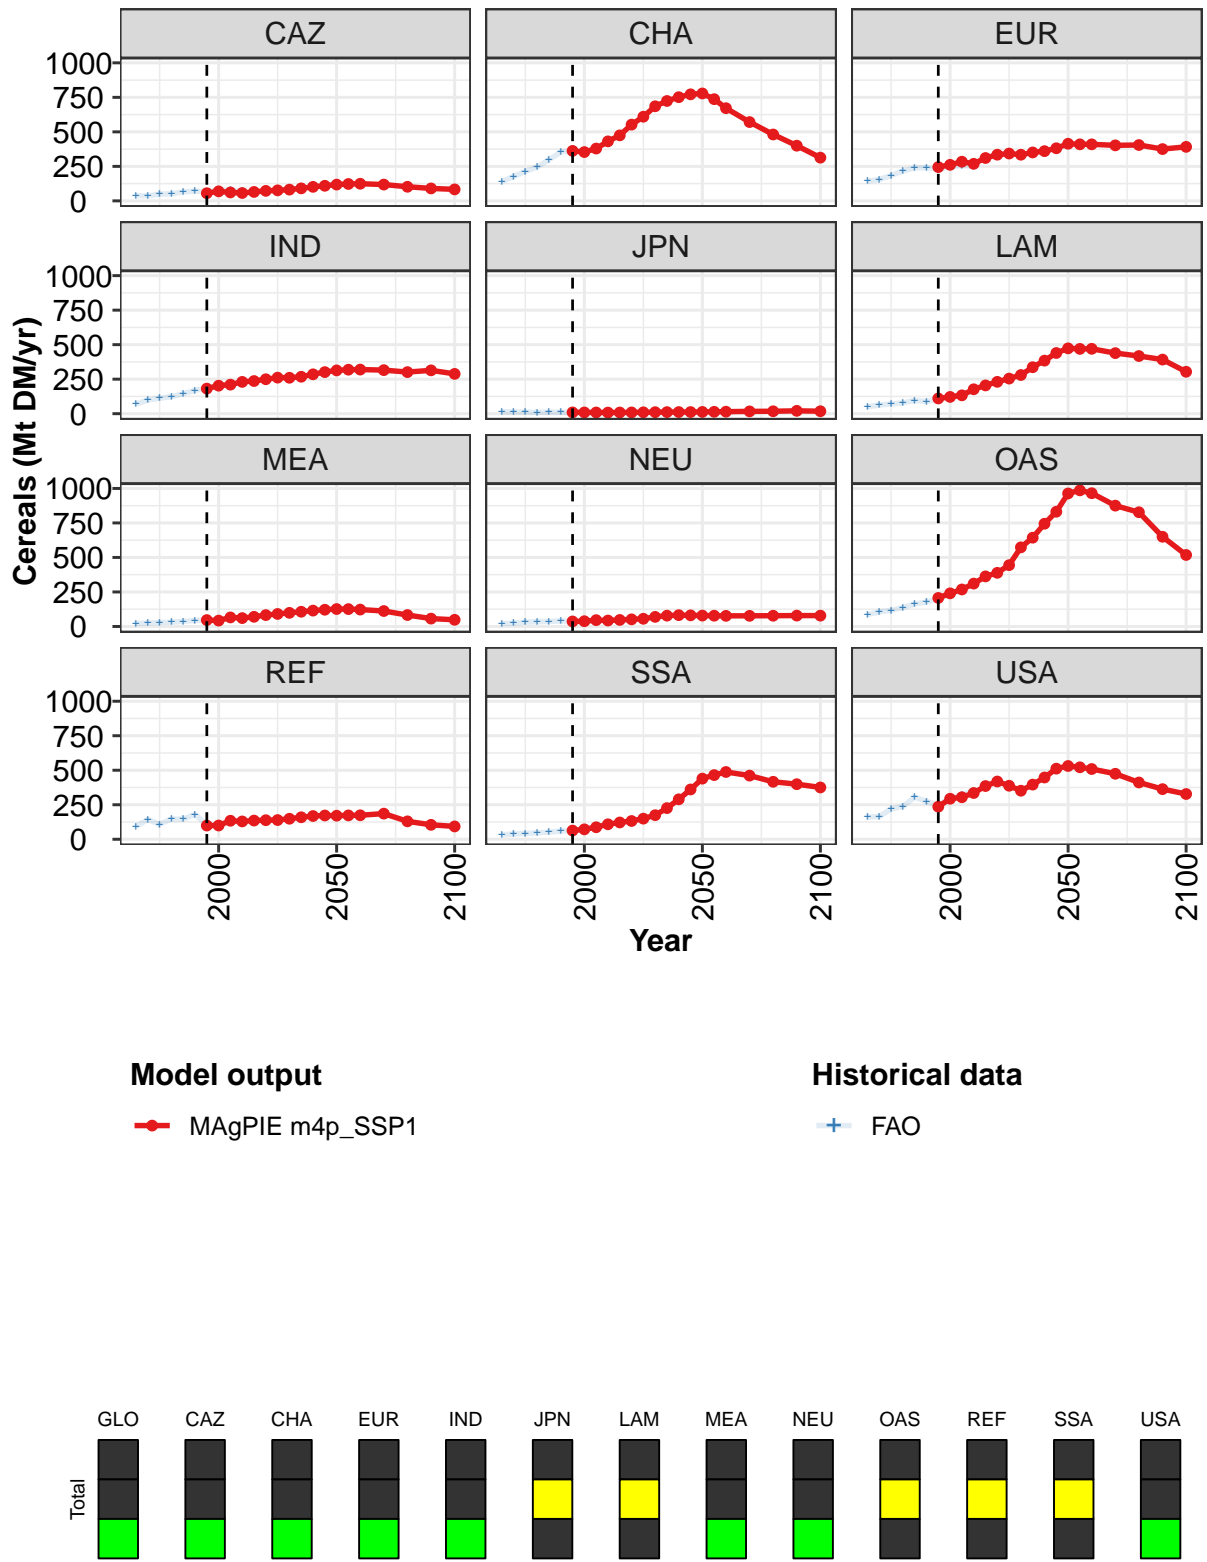 CAZ CHA EUR
1000
750
500
250
0
IND JPN LAM
1000
750
500
250
0
MEA NEU OAS
1000
750
500
250
0
REF SSA USA
1000
750
500
250
0
Cereals (Mt DM/yr)
2000 2050 2100 2000 2050 2100 2000 2050 2100
Year
Model output Historical data
MAgPIE m4p_SSP1 FAO
GLO CAZ CHA EUR IND JPN LAM MEA NEU OAS REF SSA USA
Total